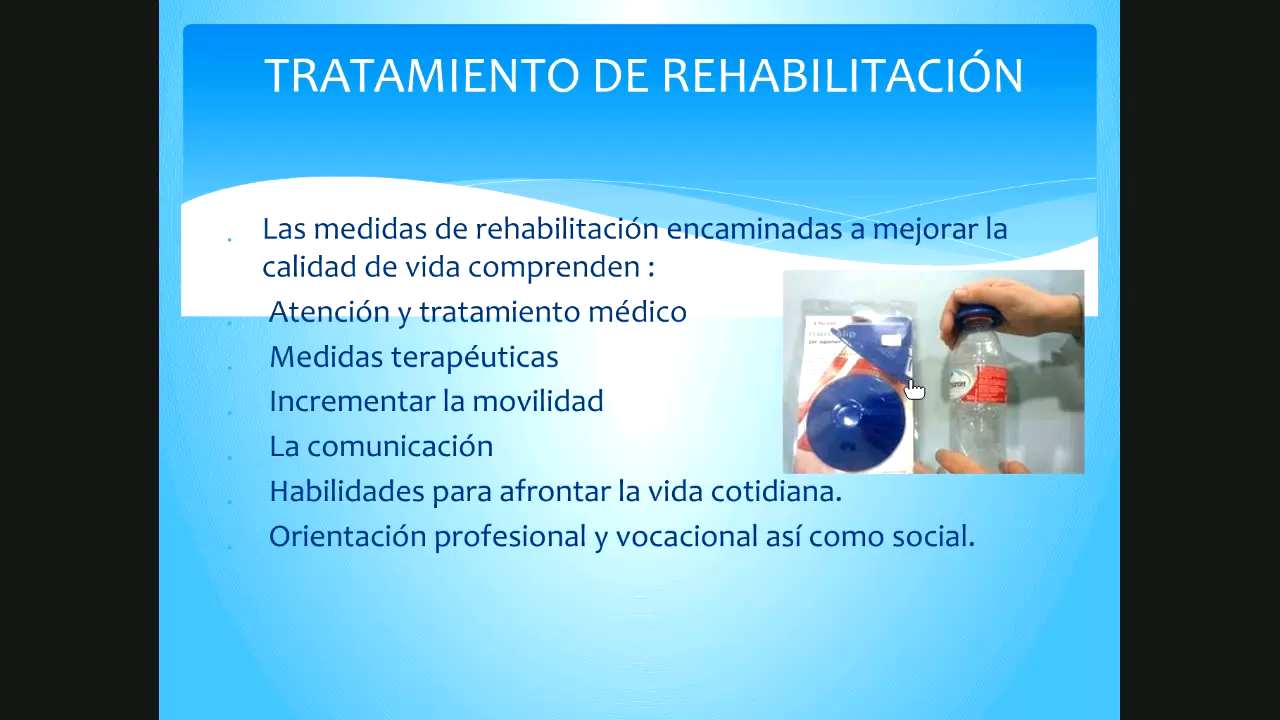 TRATAMIENTO DE REHABILITACIÓN
Las medidas de rehabilitación encaminadas a mejorar la
calidad de vida comprenden :
Atención y tratamiento médico
Medidas terapéuticas
Incrementar la movilidad
La comunicación
Habilidades para afrontar la vida cotidiana.
Orientación profesional y vocacional así como social.